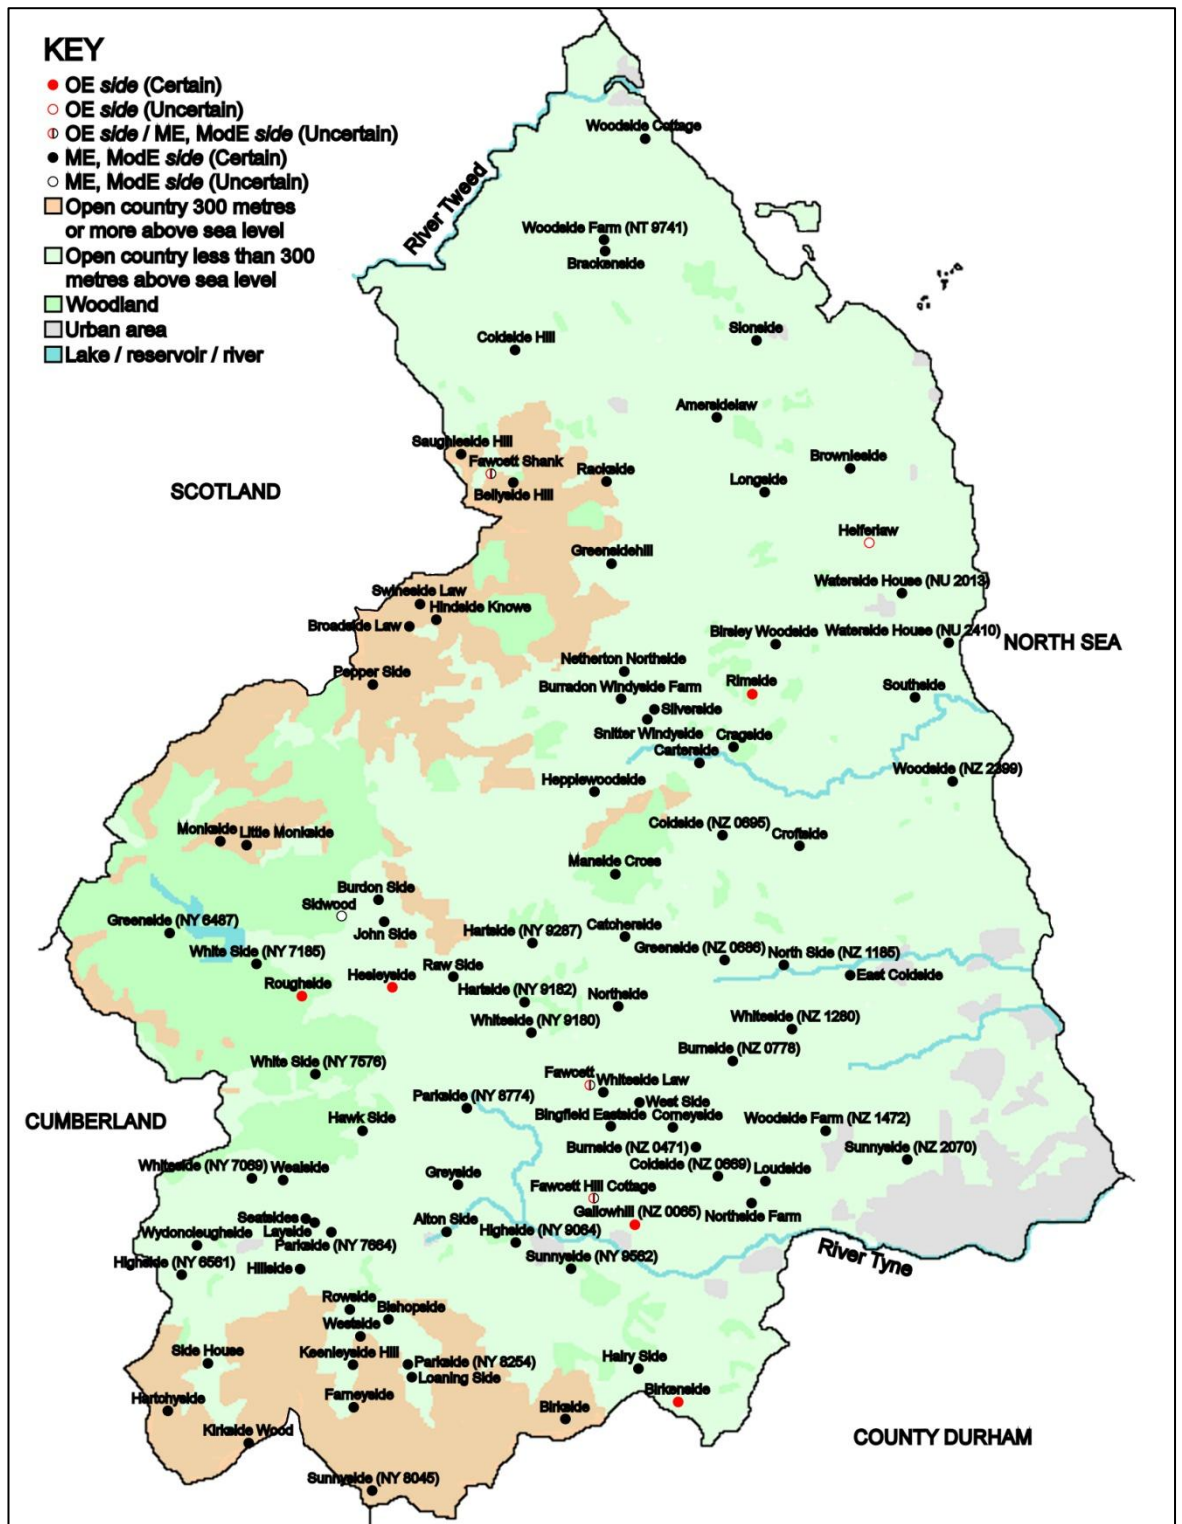 KEY
OE side (Certain)
OE side (Uncertain)
OE side / ME, ModE side (Uncertain)
ME, ModE side (Certain)
ME, ModE side (Uncertain)
Open country 300 metres
or more above sea level
Open country less than 300
metres above sea level
Woodland
Urban area
Lake / reservoir / river
Woodside Cottage
River Tweed
Woodside Farm (NT 9741)
Brackenside
Sionside
Coldside Hill
Amersidelaw
Saughieside Hill
Fawcett Shank
Brownieside
Rackside
Longside
SCOTLAND
Bellyside Hill
Heiferlaw
Greensidehill
Waterside House (NU 2013)
Swineside Law
Hindside Knowe
Broadside Law
Birsley Woodside
Waterside House (NU 2410)
NORTH SEA
Netherton Northside
Pepper Side
Rimside
Burradon Windyside Farm
Southside
Silverside
Snitter Windyside
Cragside
Carterside
Woodside (NZ 2399)
Hepplewoodside
Monkside
Little Monkside
Coldside (NZ 0695)
Croftside
Manside Cross
Burdon Side
Sidwood
Greenside (NY 6487)
John Side
Hartside (NY 9287)
Catcherside
Greenside (NZ 0686)
White Side (NY 7185)
North Side (NZ 1185)
Raw Side
East Coldside
Roughside
Healeyside
Hartside (NY 9182)
Northside
Whiteside (NY 9180)
Whiteside (NZ 1280)
Burnside (NZ 0778)
White Side (NY 7576)
Fawcett
Whiteside Law
Parkside (NY 8774)
West Side
CUMBERLAND
Hawk Side
Bingfield Eastside
Corneyside
Woodside Farm (NZ 1472)
Burnside (NZ 0471)
Sunnyside (NZ 2070)
Whiteside (NY 7069)
Wealside
Greyside
Coldside (NZ 0669)
Loudside
Fawcett Hill Cottage
Seatsides
Gallowhill (NZ 0065)
Northside Farm
Layside
Alton Side
Wydoncleughside
Parkside (NY 7664)
Highside (NY 9064)
Highside (NY 6561)
Hillside
Sunnyside (NY 9562)
River Tyne
Rowside
Bishopside
Westside
Side House
Keenleyside Hill
Parkside (NY 8254)
Loaning Side
Hairy Side
Hartchyside
Farneyside
Birkside
Birkenside
Kirkside Wood
COUNTY DURHAM
Sunnyside (NY 8045)